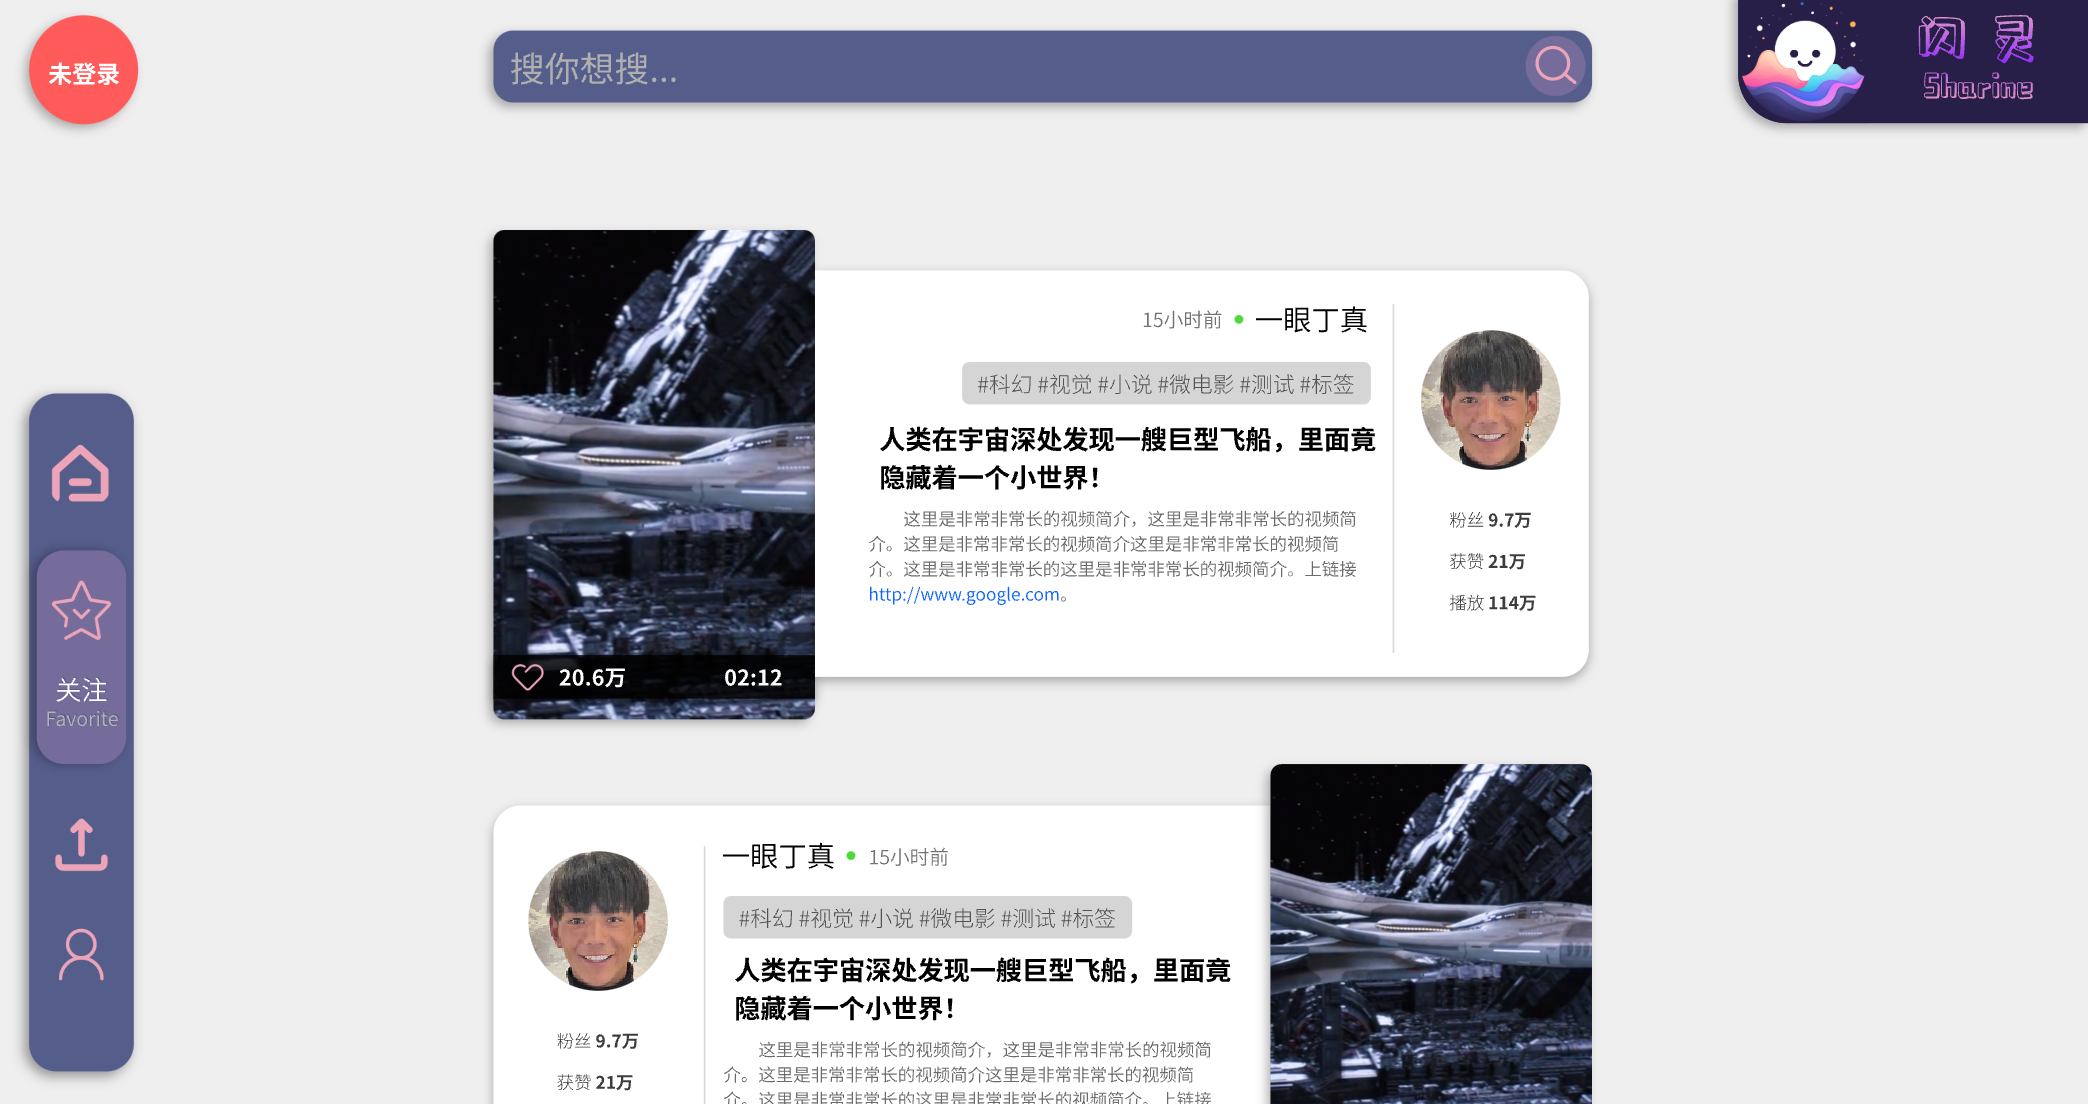 未登录
搜你想搜...
闪灵
Sharine
关注
Favorite
15小时前 一眼丁真
#科幻 #视觉 #小说 #微电影 #测试 #标签
人类在宇宙深处发现一艘巨型飞船，里面竟
隐藏着一个小世界！
这里是非常非常长的视频简介，这里是非常非常长的视频简
介。这里是非常非常长的视频简介这里是非常非常长的视频简
介。这里是非常非常长的这里是非常非常长的视频简介。上链接
http://www.google.com。
粉丝 9.7万
获赞 21万
播放 114万
20.6万
02:12
一眼丁真 15小时前
#科幻 #视觉 #小说 #微电影 #测试 #标签
人类在宇宙深处发现一艘巨型飞船，里面竟
隐藏着一个小世界！
这里是非常非常长的视频简介，这里是非常非常长的视频简
介。这里是非常非常长的视频简介这里是非常非常长的视频简
介。这里是非常非常长的这里是非常非常长的视频简介。上链接
粉丝 9.7万
获赞 21万